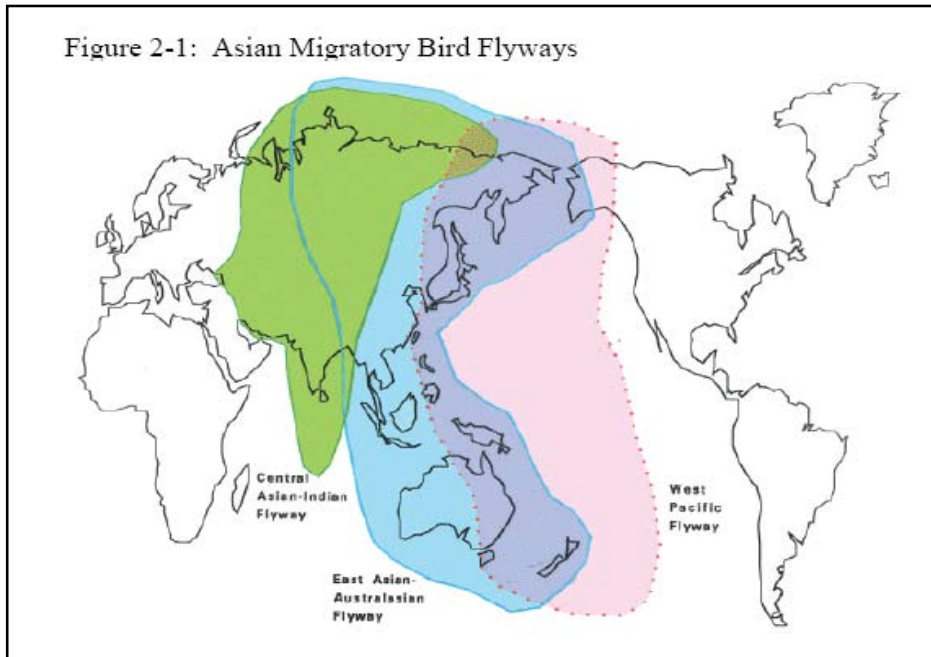 Figure 2-1: Asian Migratory Bird Flyways
Central
Asian-Indian
Flyway
West
Pacific
Flyway
East Asian-
Australasian
Flyway